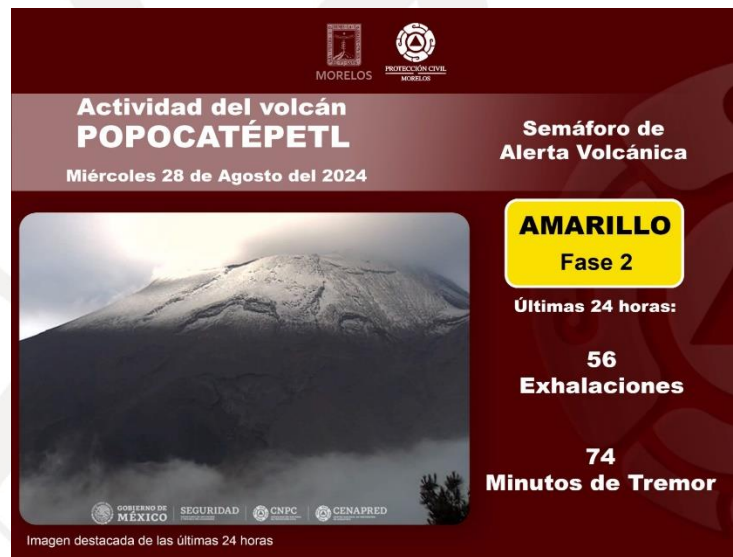 MORELOS
PROTECCIÓN CIVIL
MORELOS
Actividad del volcán
POPOCATÉPETL
Miércoles 28 de Agosto del 2024
Semáforo de
Alerta Volcánica
AMARILLO
Fase 2
Últimas 24 horas:
56
Exhalaciones
74
Minutos de Tremor
GOBIERNO DE
MÉXICO
SEGURIDAD
CNPC
CENAPRED
Imagen destacada de las últimas 24 horas